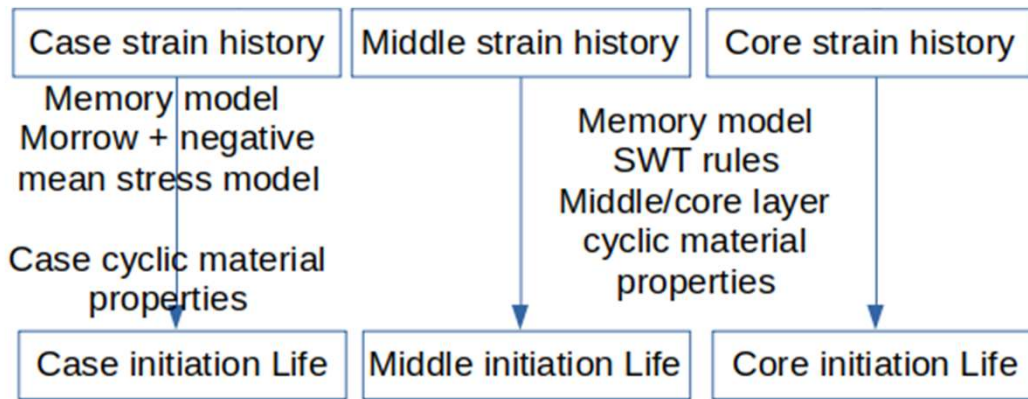 Case strain history
Middle strain history
Core strain history
Memory model
Morrow + negative
mean stress model
Case cyclic material
properties
Memory model
SWT rules
Middle/core layer
cyclic material
properties
Case initiation Life
Middle initiation Life
Core initiation Life